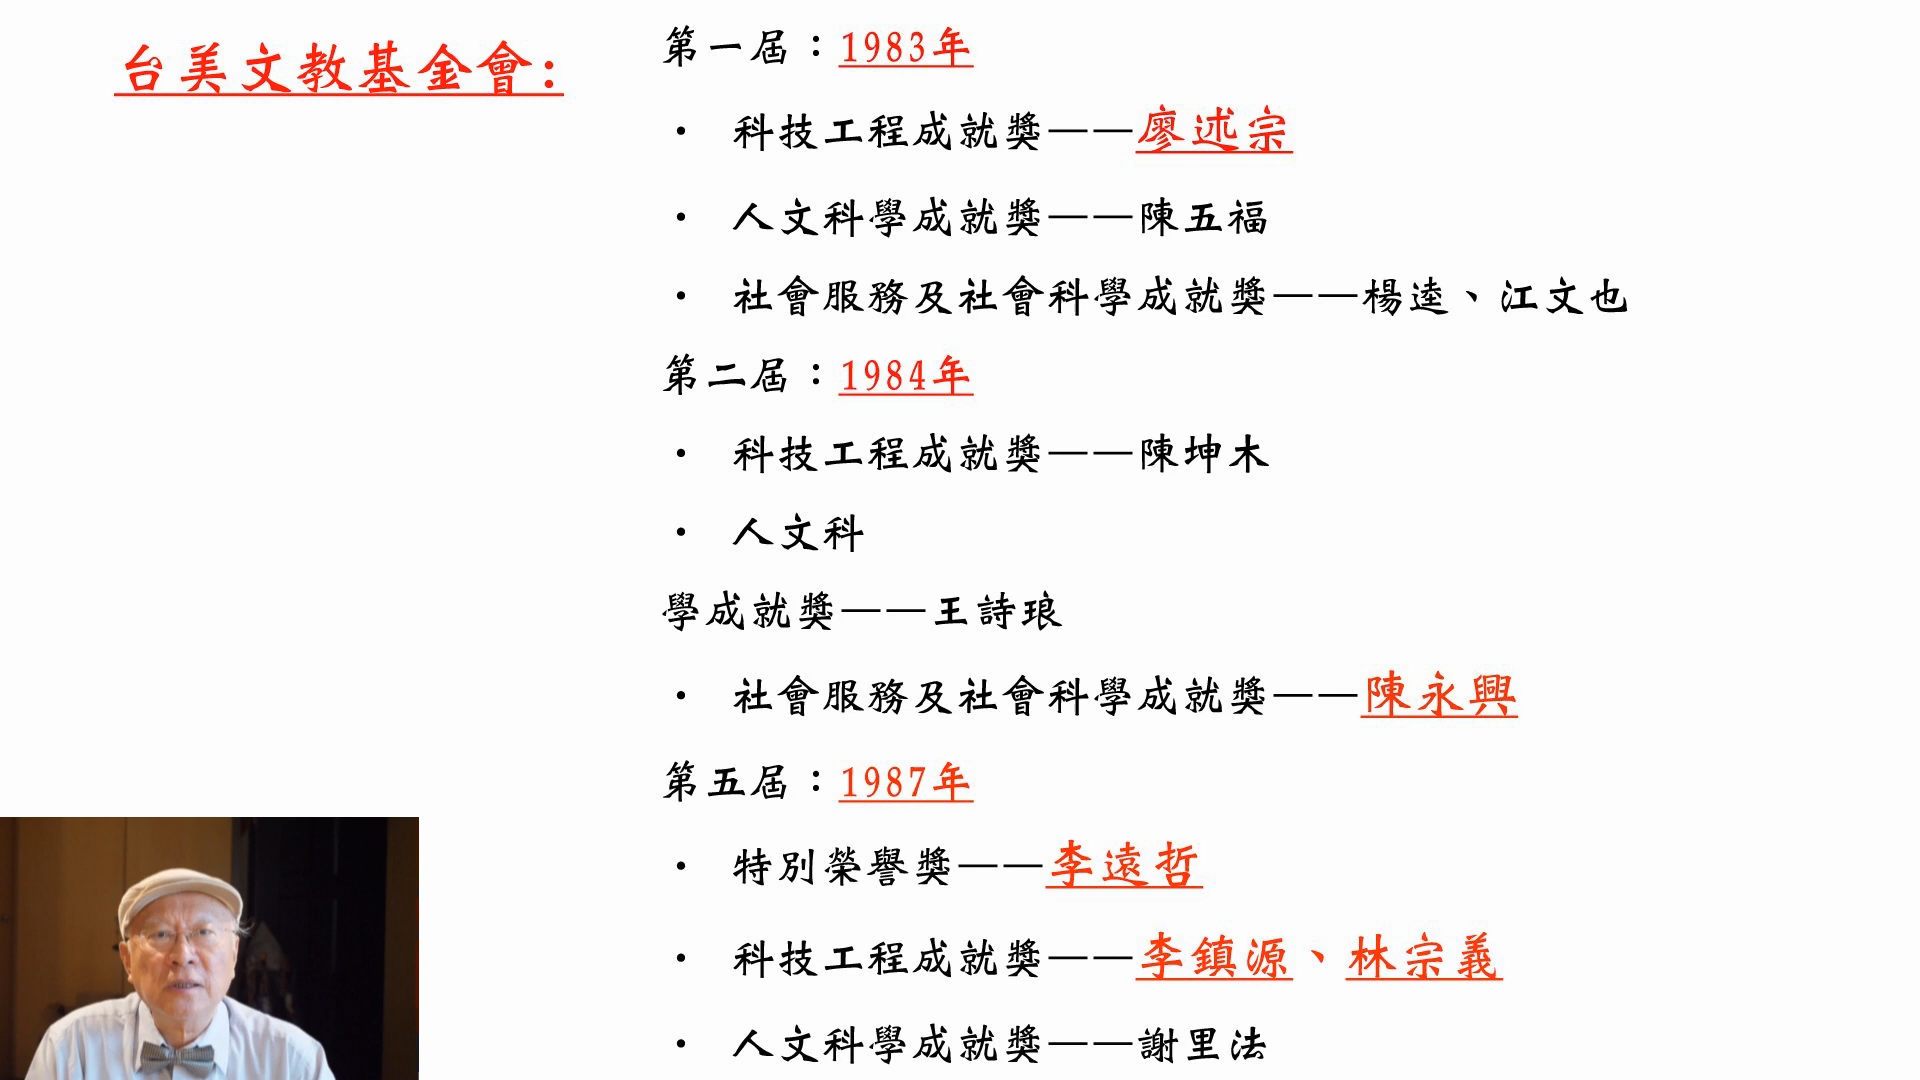 台美文教基金會:
第一屆：1983年
• 科技工程成就獎——廖述宗
• 人文科學成就獎——陳五福
• 社會服務及社會科學成就獎——楊逵、江文也
第二屆：1984年
• 科技工程成就獎——陳坤木
• 人文科
學成就獎——王詩琅
• 社會服務及社會科學成就獎——陳永興
第五屆：1987年
• 特別榮譽獎——李遠哲
• 科技工程成就獎——李鎮源、林宗義
• 人文科學成就獎——謝里法